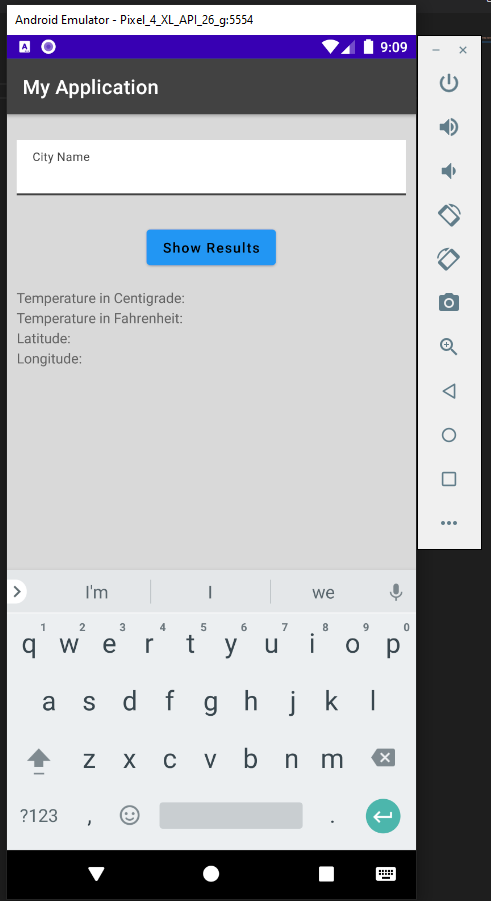 Android Emulator - Pixel_4_XL_API_26_g:5554
A 9:09
My Application
City Name
Show Results
Temperature in Centigrade:
Temperature in Fahrenheit:
Latitude:
Longitude:
I'm I we
1 2 3 4 5 6 7 8 9 0
q w e r t y u i o p
a s d f g h j k l
z x c v b n m
?123 , .